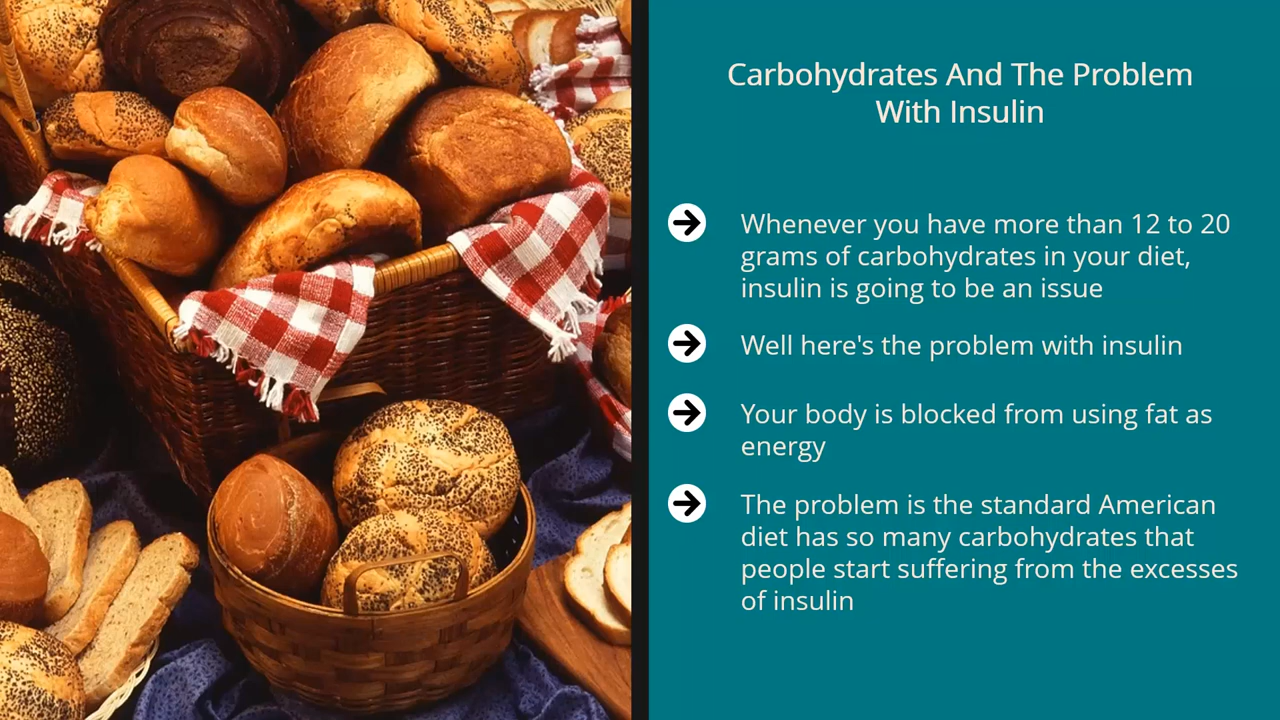 Carbohydrates And The Problem
With Insulin
Whenever you have more than 12 to 20
grams of carbohydrates in your diet,
insulin is going to be an issue
Well here's the problem with insulin
Your body is blocked from using fat as
energy
The problem is the standard American
diet has so many carbohydrates that
people start suffering from the excesses
of insulin